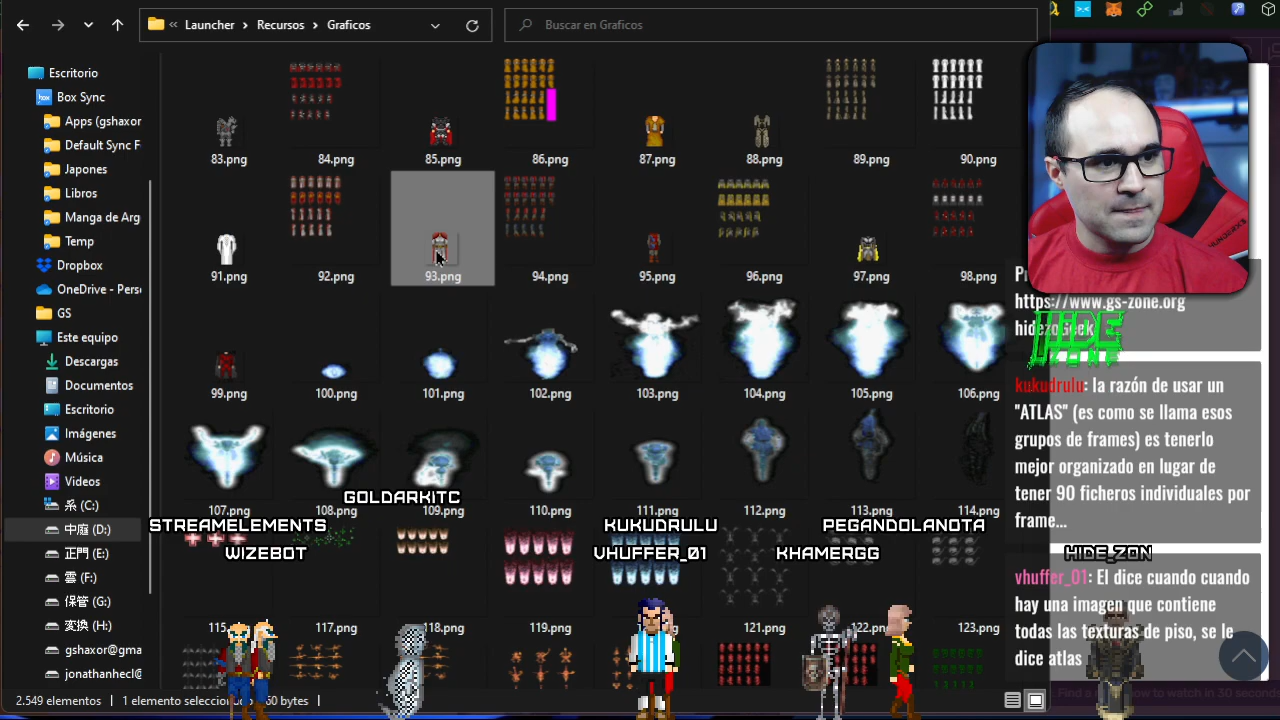 Launcher > Recursos > Graficos
Buscar en Graficos
Escritorio
Box Sync
Apps (gshaxor
Default Sync F
Japones
Libros
Manga de Arg
Temp
Dropbox
OneDrive - Perso
GS
Este equipo
Descargas
Documentos
Escritorio
Imágenes
Música
Videos
系 (C:)
中庭 (D:)
正門 (E:)
雲 (F:)
保管 (G:)
変換 (H:)
gshaxor@gma
jonathanhecl@
83.png 84.png 85.png 86.png 87.png 88.png 89.png 90.png
91.png 92.png 93.png 94.png 95.png 96.png 97.png 98.png
99.png 100.png 101.png 102.png 103.png 104.png 105.png 106.png
107.png 108.png 109.png 110.png 111.png 112.png 113.png 114.png
117.png 118.png 119.png 121.png 123.png
GOLDARKITC
STREAMELEMENTS
WIZEBOT
KUKUDRULU
VHUFFER_01
PEGANDOLANOTA
KHAMERGG
HIDE_ZON
https://www.gs-zone.org
hidezoGeek
HiDE
ZONE
kukudrulu: la razón de usar un
"ATLAS" (es como se llama esos
grupos de frames) es tenerlo
mejor organizado en lugar de
tener 90 ficheros individuales por
frame...
vhuffer_01: El dice cuando cuando
hay una imagen que contiene
todas las texturas de piso, se le
dice atlas
2.549 elementos
1 elemento seleccio
60 bytes